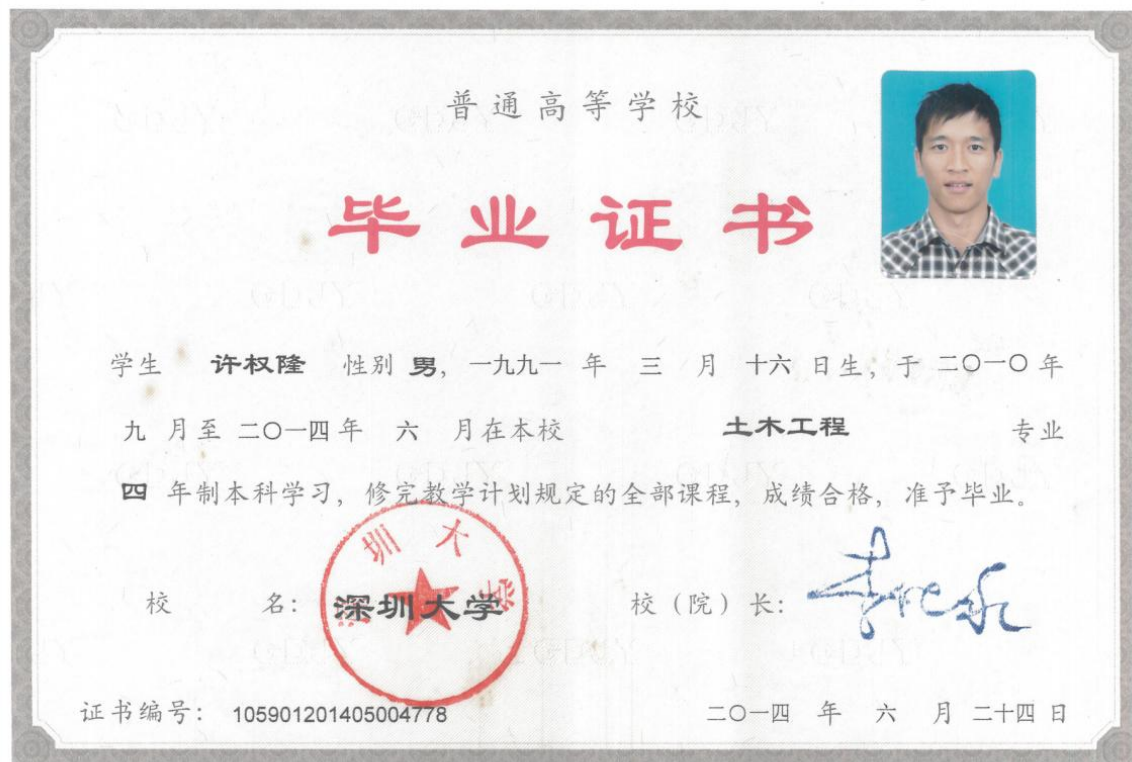 普通高等学校
毕业证书
学生 许权隆 性别 男，一九九一 年 三 月 十六 日生，于 二〇一〇 年
九 月至 二〇一四 年 六 月在本校 土木工程 专业
四 年制本科学习，修完教学计划规定的全部课程，成绩合格，准予毕业。
校 名：深圳大学 校（院）长：
深圳大学
证书编号：105901201405004778 二〇一四 年 六 月 二十四 日